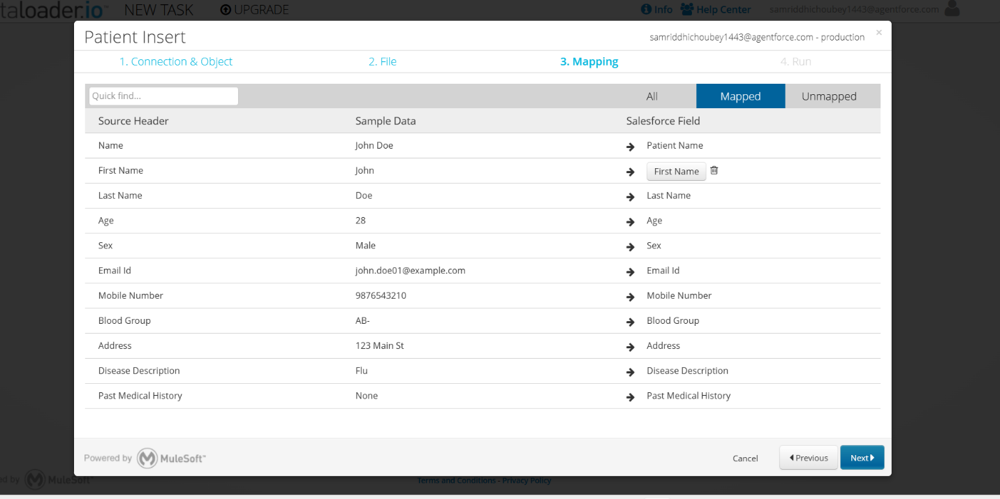 taloader.io™ NEW TASK UPGRADE Info Help Center samriddhichoubey1443@agentforce.com
Patient Insert samriddhichoubey1443@agentforce.com - production ×
1. Connection & Object 2. File 3. Mapping 4. Run
Quick find... All Mapped Unmapped
Source Header Sample Data Salesforce Field
Name John Doe Patient Name
First Name John First Name
Last Name Doe Last Name
Age 28 Age
Sex Male Sex
Email Id john.doe01@example.com Email Id
Mobile Number 9876543210 Mobile Number
Blood Group AB- Blood Group
Address 123 Main St Address
Disease Description Flu Disease Description
Past Medical History None Past Medical History
Powered by MuleSoft™ Cancel Previous Next
ed by MuleSoft™ Terms and Conditions - Privacy Policy